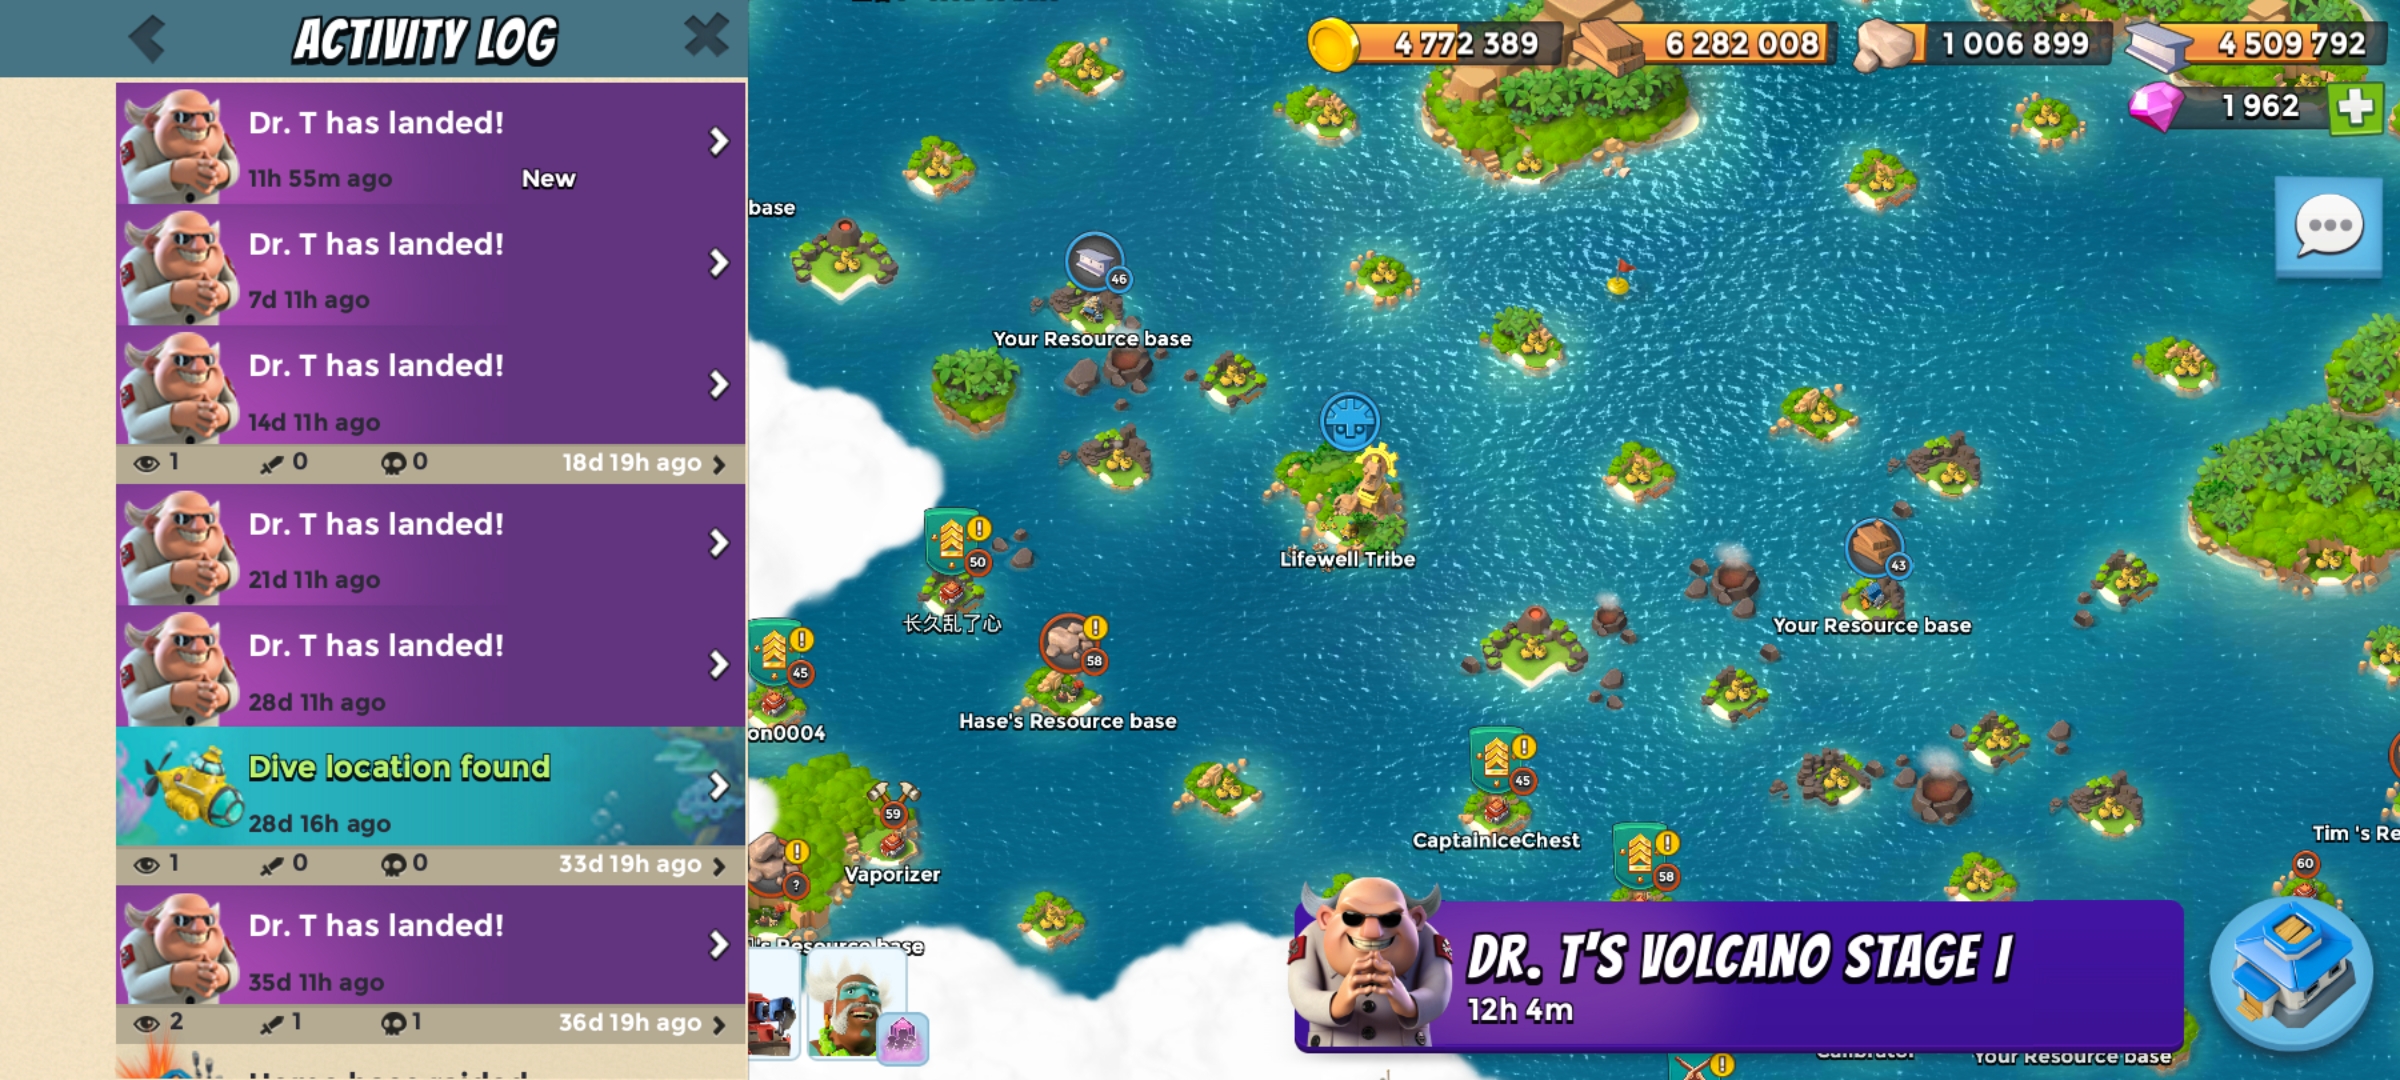 ACTIVITY LOG
Dr. T has landed!
11h 55m ago
New
Dr. T has landed!
7d 11h ago
Dr. T has landed!
14d 11h ago
1 0 0 18d 19h ago
Dr. T has landed!
21d 11h ago
Dr. T has landed!
28d 11h ago
Dive location found
28d 16h ago
1 0 0 33d 19h ago
Dr. T has landed!
35d 11h ago
2 1 1 36d 19h ago
4 772 389
6 282 008
1 006 899
4 509 792
1 962
base
46
Your Resource base
Lifewell Tribe
50
长久乱了心
43
Your Resource base
45
on0004
58
Hase's Resource base
59
Vaporizer
?
's Resource base
45
CaptainIceChest
58
Tim 's Re
60
DR. T'S VOLCANO STAGE I
12h 4m
Your Resource base